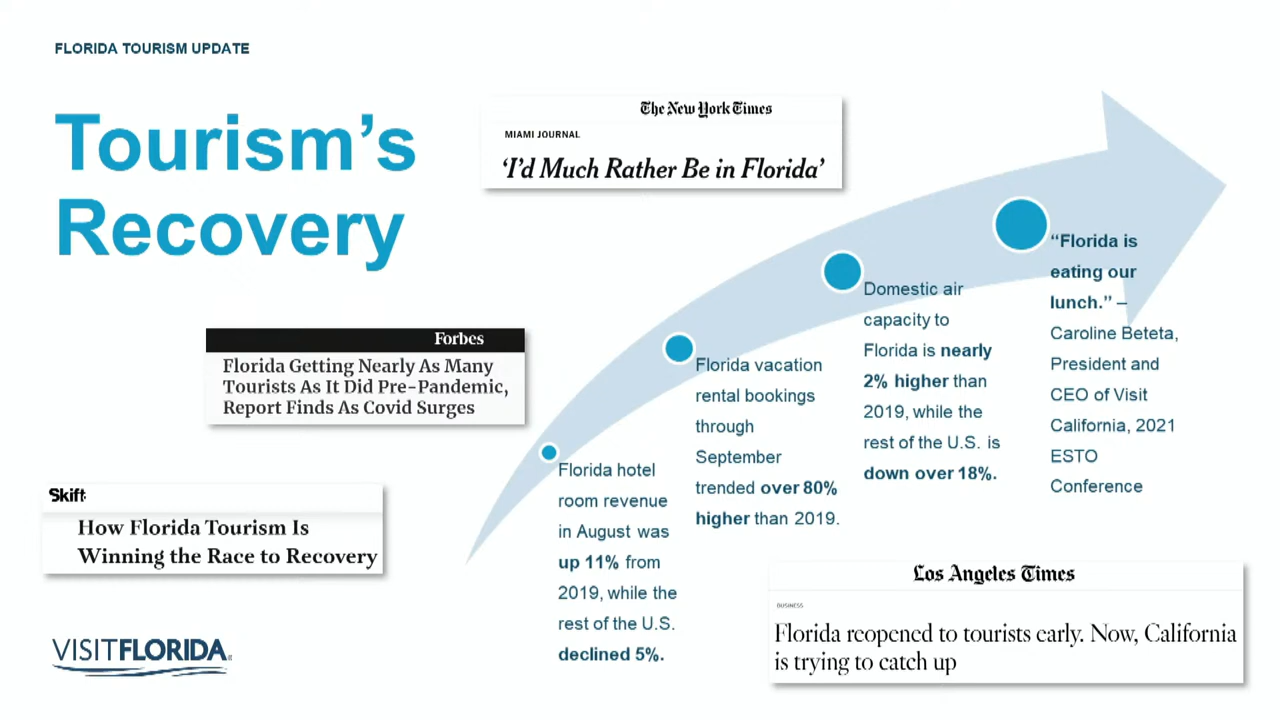 FLORIDA TOURISM UPDATE
Tourism's
Recovery
The New York Times
MIAMI JOURNAL
'I'd Much Rather Be in Florida'
Forbes
Florida Getting Nearly As Many
Tourists As It Did Pre-Pandemic,
Report Finds As Covid Surges
Skift
How Florida Tourism Is
Winning the Race to Recovery
Florida hotel
room revenue
in August was
up 11% from
2019, while the
rest of the U.S.
declined 5%.
Florida vacation
rental bookings
through
September
trended over 80%
higher than 2019.
Domestic air
capacity to
Florida is nearly
2% higher than
2019, while the
rest of the U.S. is
down over 18%.
“Florida is
eating our
lunch.” –
Caroline Beteta,
President and
CEO of Visit
California, 2021
ESTO
Conference
Los Angeles Times
BUSINESS
Florida reopened to tourists early. Now, California
is trying to catch up
VISITFLORIDA